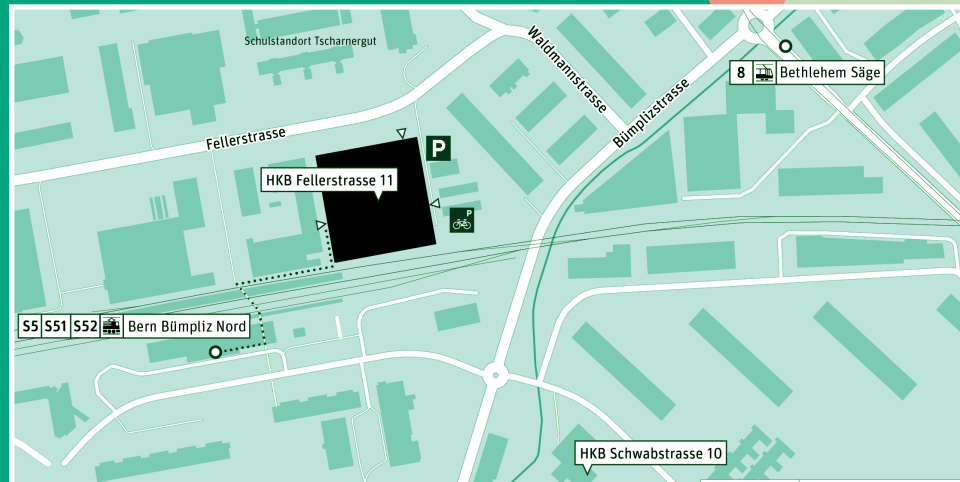 Schulstandort Tscharnergut
Waldmannstrasse
Bümplizstrasse
8 Bethlehem Säge
Fellerstrasse
P
HKB Fellerstrasse 11
P
S5 S51 S52 Bern Bümpliz Nord
HKB Schwabstrasse 10